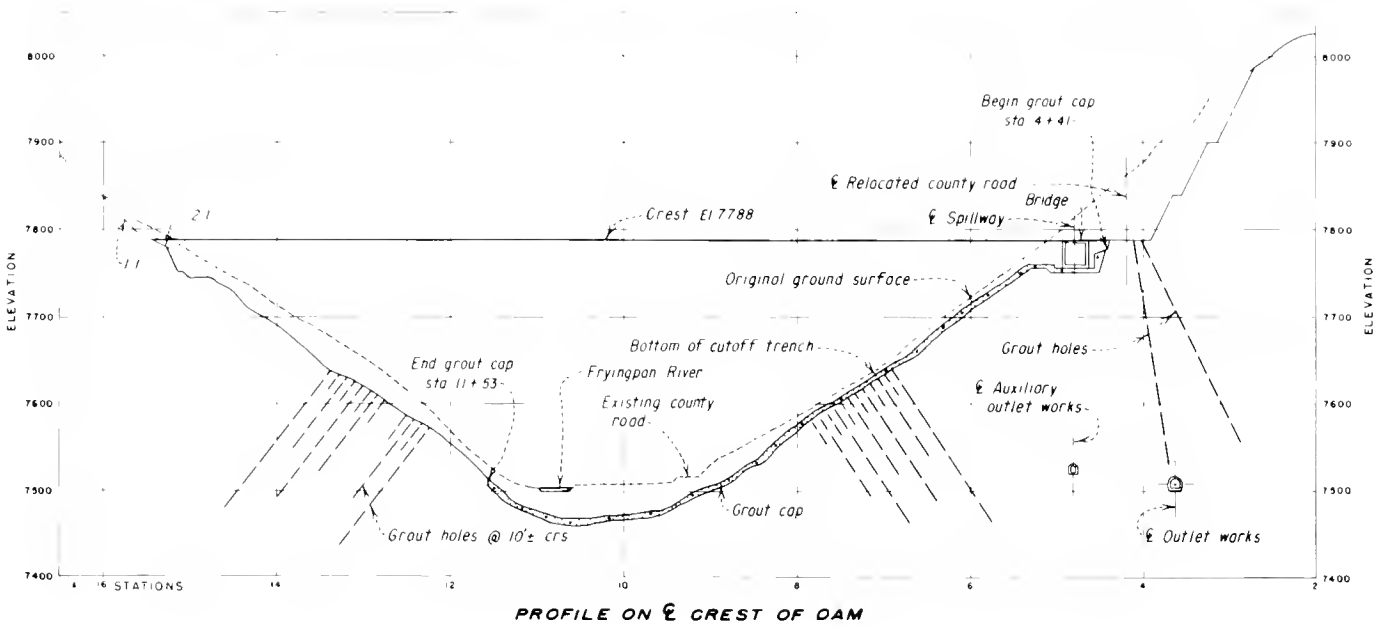 8000
8000
Begin grout cap
sta 4+41
7900
7900
℄ Relocated county road
Bridge
2:1
Crest El 7788
℄ Spillway
7800
7800
1:1
ELEVATION
ELEVATION
Original ground surface
7700
7700
Bottom of cutoff trench
Grout holes
End grout cap
sta 11+53
Fryingpan River
Existing county
road
℄ Auxiliary
outlet works
7600
7600
7500
7500
Grout cap
Grout holes @ 10'± crs
℄ Outlet works
7400
16 STATIONS
14
12
10
8
6
4
2
7400
PROFILE ON ℄ CREST OF DAM